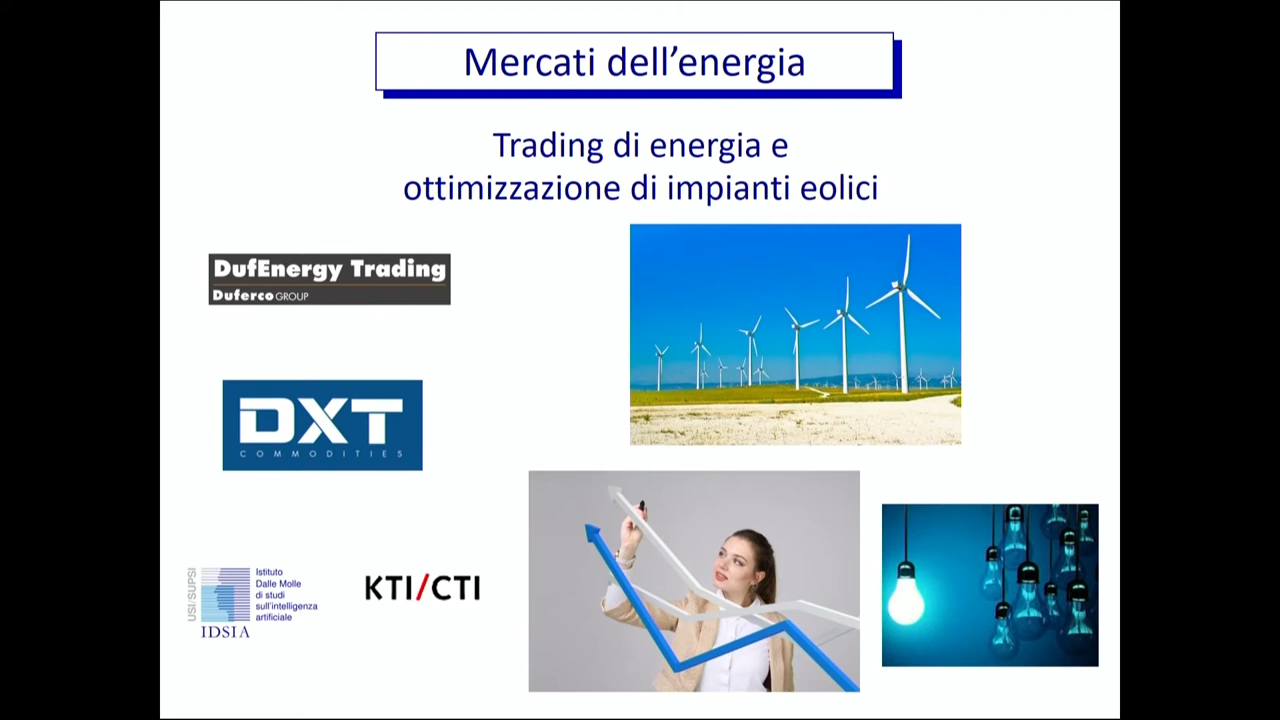 Mercati dell’energia
Trading di energia e
ottimizzazione di impianti eolici
DufEnergy Trading
Duferco GROUP
DXT
COMMODITIES
USI/SUPSI
Istituto
Dalle Molle
di studi
sull'intelligenza
artificiale
IDSIA
KTI/CTI